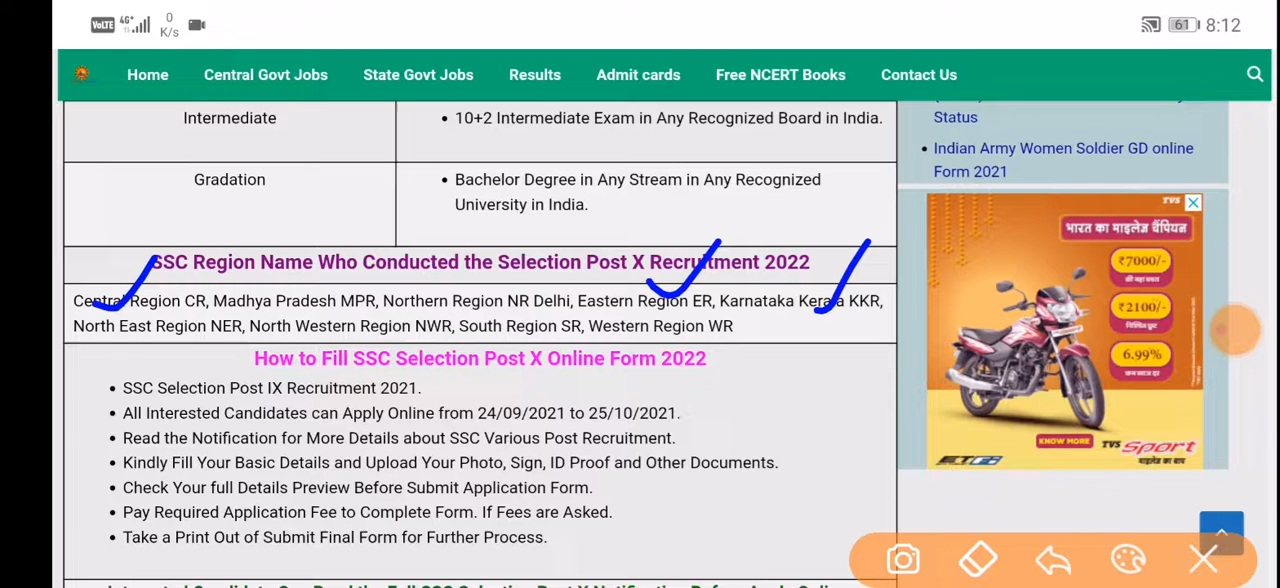 VoLTE 4G+ 0 K/s 61 8:12
Home Central Govt Jobs State Govt Jobs Results Admit cards Free NCERT Books Contact Us
Intermediate
• 10+2 Intermediate Exam in Any Recognized Board in India.
Gradation
• Bachelor Degree in Any Stream in Any Recognized
University in India.
SSC Region Name Who Conducted the Selection Post X Recruitment 2022
Central Region CR, Madhya Pradesh MPR, Northern Region NR Delhi, Eastern Region ER, Karnataka Kerala KKR,
North East Region NER, North Western Region NWR, South Region SR, Western Region WR
How to Fill SSC Selection Post X Online Form 2022
• SSC Selection Post IX Recruitment 2021.
• All Interested Candidates can Apply Online from 24/09/2021 to 25/10/2021.
• Read the Notification for More Details about SSC Various Post Recruitment.
• Kindly Fill Your Basic Details and Upload Your Photo, Sign, ID Proof and Other Documents.
• Check Your full Details Preview Before Submit Application Form.
• Pay Required Application Fee to Complete Form. If Fees are Asked.
• Take a Print Out of Submit Final Form for Further Process.
Status
• Indian Army Women Soldier GD online
Form 2021
TVS
भारत का माइलेज चैंपियन
₹7000/-
₹2100/-
6.99%
KNOW MORE
TVS Sport
माइलेज का बाप
ETFi